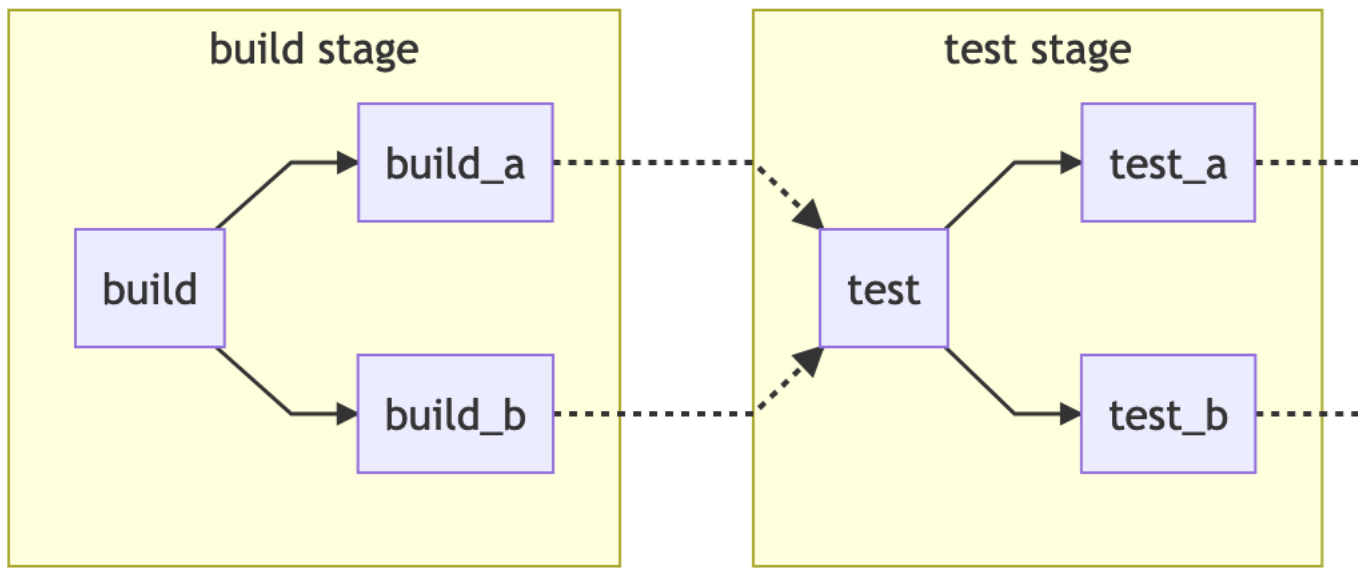 build stage
build
build_a
build_b
test stage
test
test_a
test_b